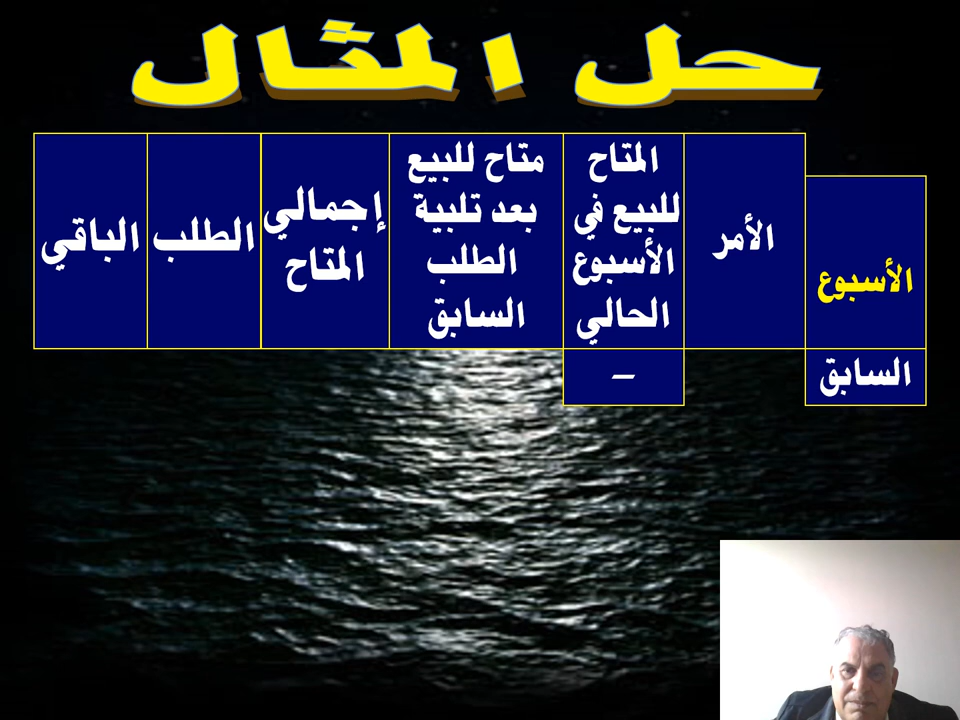 حل المثال
الأسبوع
الأمر
المتاح
للبيع في
الأسبوع
الحالي
متاح للبيع
بعد تلبية
الطلب
السابق
إجمالي
المتاح
الطلب
الباقي
السابق
–